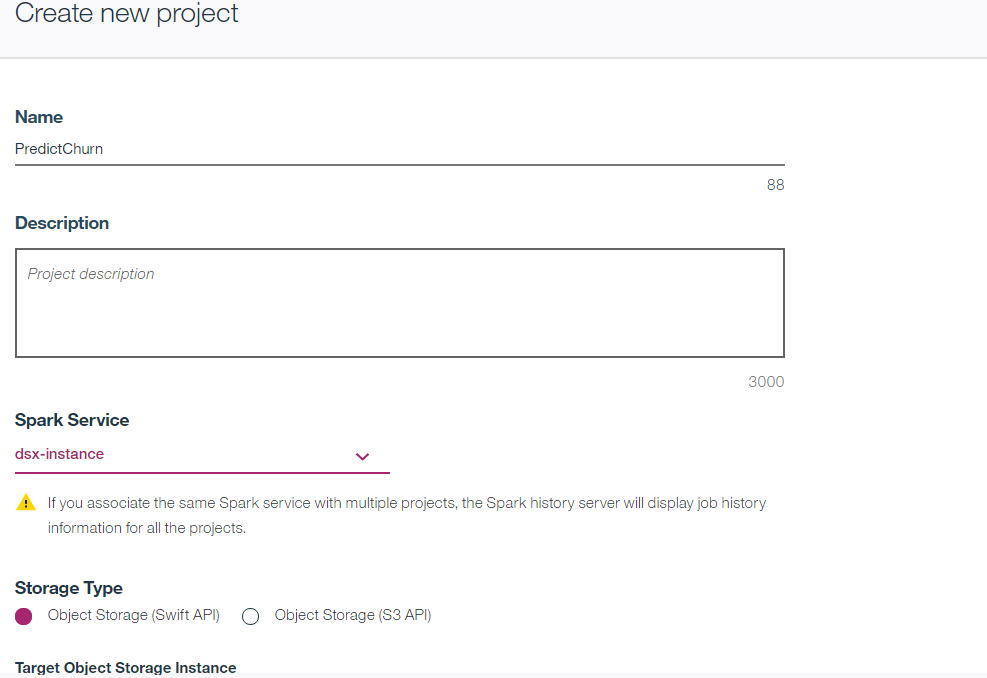 Create new project
Name
PredictChurn
88
Description
Project description
3000
Spark Service
dsx-instance
If you associate the same Spark service with multiple projects, the Spark history server will display job history
information for all the projects.
Storage Type
Object Storage (Swift API) Object Storage (S3 API)
Target Object Storage Instance